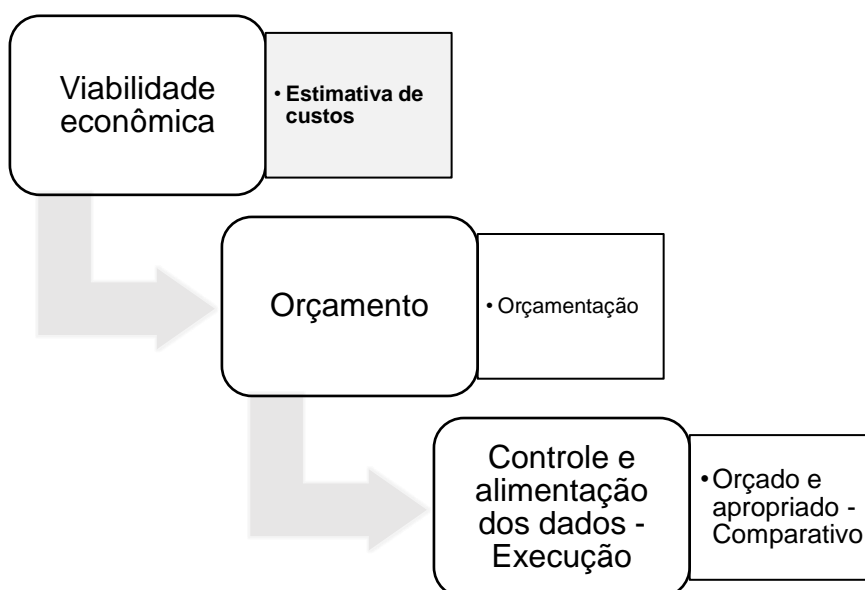 Viabilidade
econômica
• Estimativa de
custos
Orçamento
• Orçamentação
Controle e
alimentação
dos dados -
Execução
• Orçado e
apropriado -
Comparativo